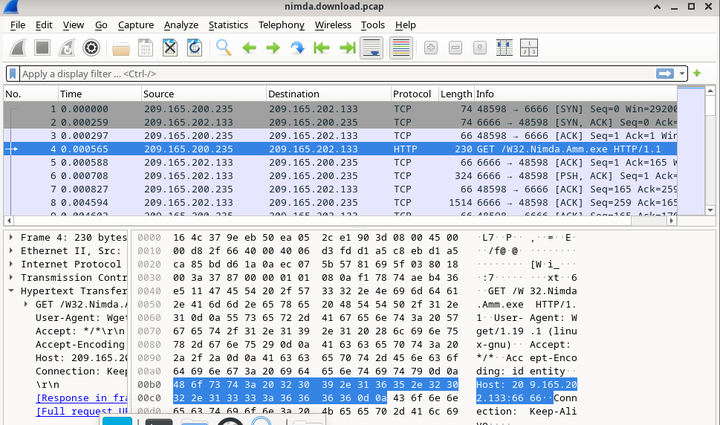 nimda.download.pcap
File Edit View Go Capture Analyze Statistics Telephony Wireless Tools Help
Apply a display filter ... <Ctrl-/>
No. Time Source Destination Protocol Length Info
1 0.000000 209.165.200.235 209.165.202.133 TCP 74 48598 → 6666 [SYN] Seq=0 Win=29200
2 0.000259 209.165.202.133 209.165.200.235 TCP 74 6666 → 48598 [SYN, ACK] Seq=0 Ack=
3 0.000297 209.165.200.235 209.165.202.133 TCP 66 48598 → 6666 [ACK] Seq=1 Ack=1 Win
4 0.000565 209.165.200.235 209.165.202.133 HTTP 230 GET /W32.Nimda.Amm.exe HTTP/1.1
5 0.000588 209.165.202.133 209.165.200.235 TCP 66 6666 → 48598 [ACK] Seq=1 Ack=165 W
6 0.000708 209.165.202.133 209.165.200.235 TCP 324 6666 → 48598 [PSH, ACK] Seq=1 Ack=
7 0.000827 209.165.200.235 209.165.202.133 TCP 66 48598 → 6666 [ACK] Seq=165 Ack=259
8 0.004594 209.165.202.133 209.165.200.235 TCP 1514 6666 → 48598 [ACK] Seq=259 Ack=165
Frame 4: 230 bytes
Ethernet II, Src:
Internet Protocol
Transmission Contr
Hypertext Transfer
GET /W32.Nimda.
User-Agent: Wget
Accept: */*\r\n
Accept-Encoding
Host: 209.165.20
Connection: Keep
\r\n
[Response in fra
[Full request UR
0000 16 4c 37 9e eb 50 ea 05 2c e1 90 3d 08 00 45 00 ·L7··P·· ,··=··E·
0010 00 d8 2f 66 40 00 40 06 d3 fd d1 a5 c8 eb d1 a5 ··/f@·@· ········
0020 ca 85 bd d6 1a 0a ec 07 5b 57 81 69 5f 03 80 18 ········ [W·i_···
0030 00 3a 37 87 00 00 01 01 08 0a f1 78 74 ae b4 36 ·:7····· ···xt··6
0040 e5 11 47 45 54 20 2f 57 33 32 2e 4e 69 6d 64 61 ··GET /W 32.Nimda
0050 2e 41 6d 6d 2e 65 78 65 20 48 54 54 50 2f 31 2e .Amm.exe HTTP/1.
0060 31 0d 0a 55 73 65 72 2d 41 67 65 6e 74 3a 20 57 1··User- Agent: W
0070 67 65 74 2f 31 2e 31 39 2e 31 20 28 6c 69 6e 75 get/1.19 .1 (linu
0080 78 2d 67 6e 75 29 0d 0a 41 63 63 65 70 74 3a 20 x-gnu)·· Accept:
0090 2a 2f 2a 0d 0a 41 63 63 65 70 74 2d 45 6e 63 6f */*··Acc ept-Enco
00a0 64 69 6e 67 3a 20 69 64 65 6e 74 69 74 79 0d 0a ding: id entity··
00b0 48 6f 73 74 3a 20 32 30 39 2e 31 36 35 2e 32 30 Host: 20 9.165.20
00c0 32 2e 31 33 33 3a 36 36 36 36 0d 0a 43 6f 6e 6e 2.133:66 66··Conn
65 63 74 69 6f 6e 3a 20 4b 65 65 70 2d 41 6c 69 ection: Keep-Ali